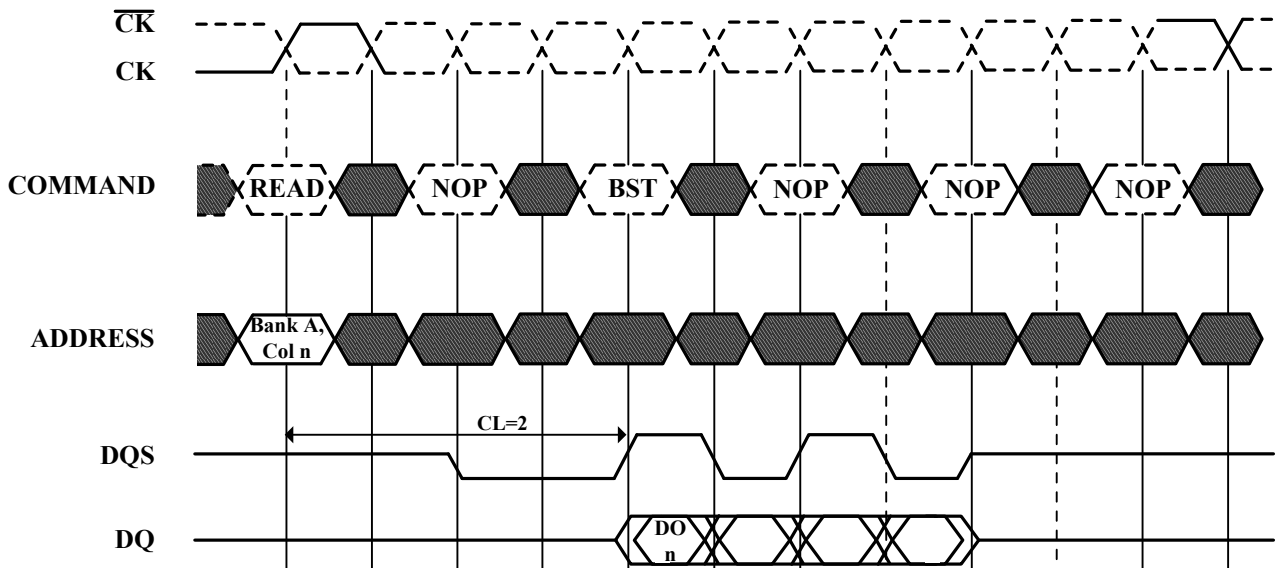 CK
CK
COMMAND
READ NOP BST NOP NOP NOP
ADDRESS
Bank A,
Col n
CL=2
DQS
DQ
DO
n